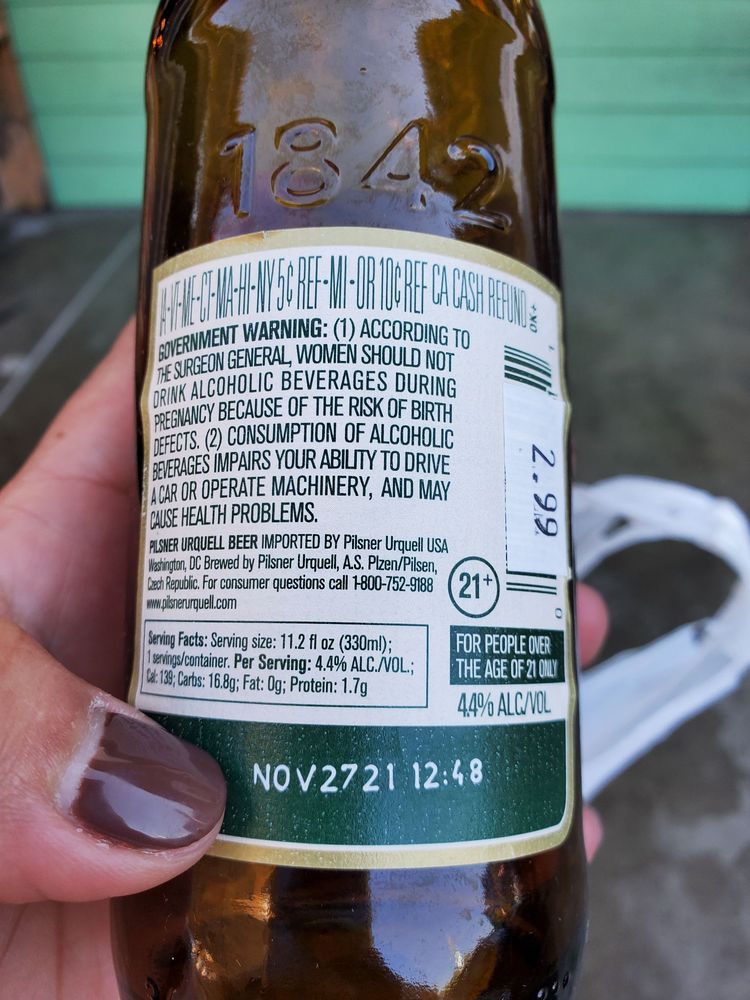 1842
IA·VT·ME·CT·MA·HI·NY 5¢ REF·MI·OR 10¢ REF CA CASH REFUND
OK+
GOVERNMENT WARNING: (1) ACCORDING TO
THE SURGEON GENERAL, WOMEN SHOULD NOT
DRINK ALCOHOLIC BEVERAGES DURING
PREGNANCY BECAUSE OF THE RISK OF BIRTH
DEFECTS. (2) CONSUMPTION OF ALCOHOLIC
BEVERAGES IMPAIRS YOUR ABILITY TO DRIVE
A CAR OR OPERATE MACHINERY, AND MAY
CAUSE HEALTH PROBLEMS.
2.99
PILSNER URQUELL BEER IMPORTED BY Pilsner Urquell USA
Washington, DC Brewed by Pilsner Urquell, A.S. Plzen/Pilsen,
Czech Republic. For consumer questions call 1-800-752-9188
www.pilsnerurquell.com
21+
0
Serving Facts: Serving size: 11.2 fl oz (330ml);
1 servings/container. Per Serving: 4.4% ALC./VOL.;
Cal: 139; Carbs: 16.8g; Fat: 0g; Protein: 1.7g
FOR PEOPLE OVER
THE AGE OF 21 ONLY
4.4% ALC./VOL.
NOV2721 12:48